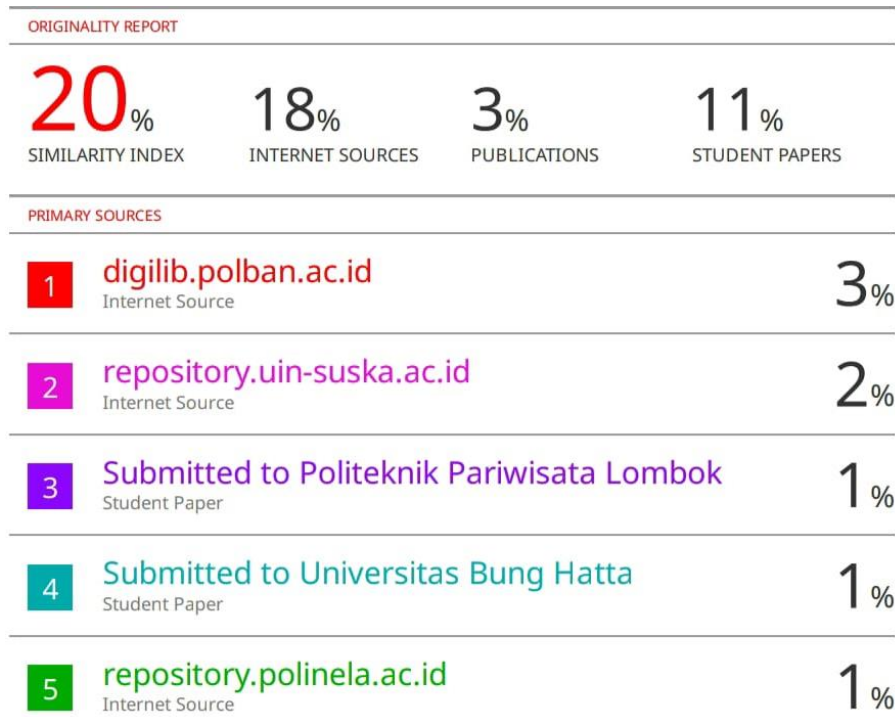 ORIGINALITY REPORT
20% 18% 3% 11%
SIMILARITY INDEX INTERNET SOURCES PUBLICATIONS STUDENT PAPERS
PRIMARY SOURCES
1 digilib.polban.ac.id 3%
Internet Source
2 repository.uin-suska.ac.id 2%
Internet Source
3 Submitted to Politeknik Pariwisata Lombok 1%
Student Paper
4 Submitted to Universitas Bung Hatta 1%
Student Paper
5 repository.polinela.ac.id 1%
Internet Source